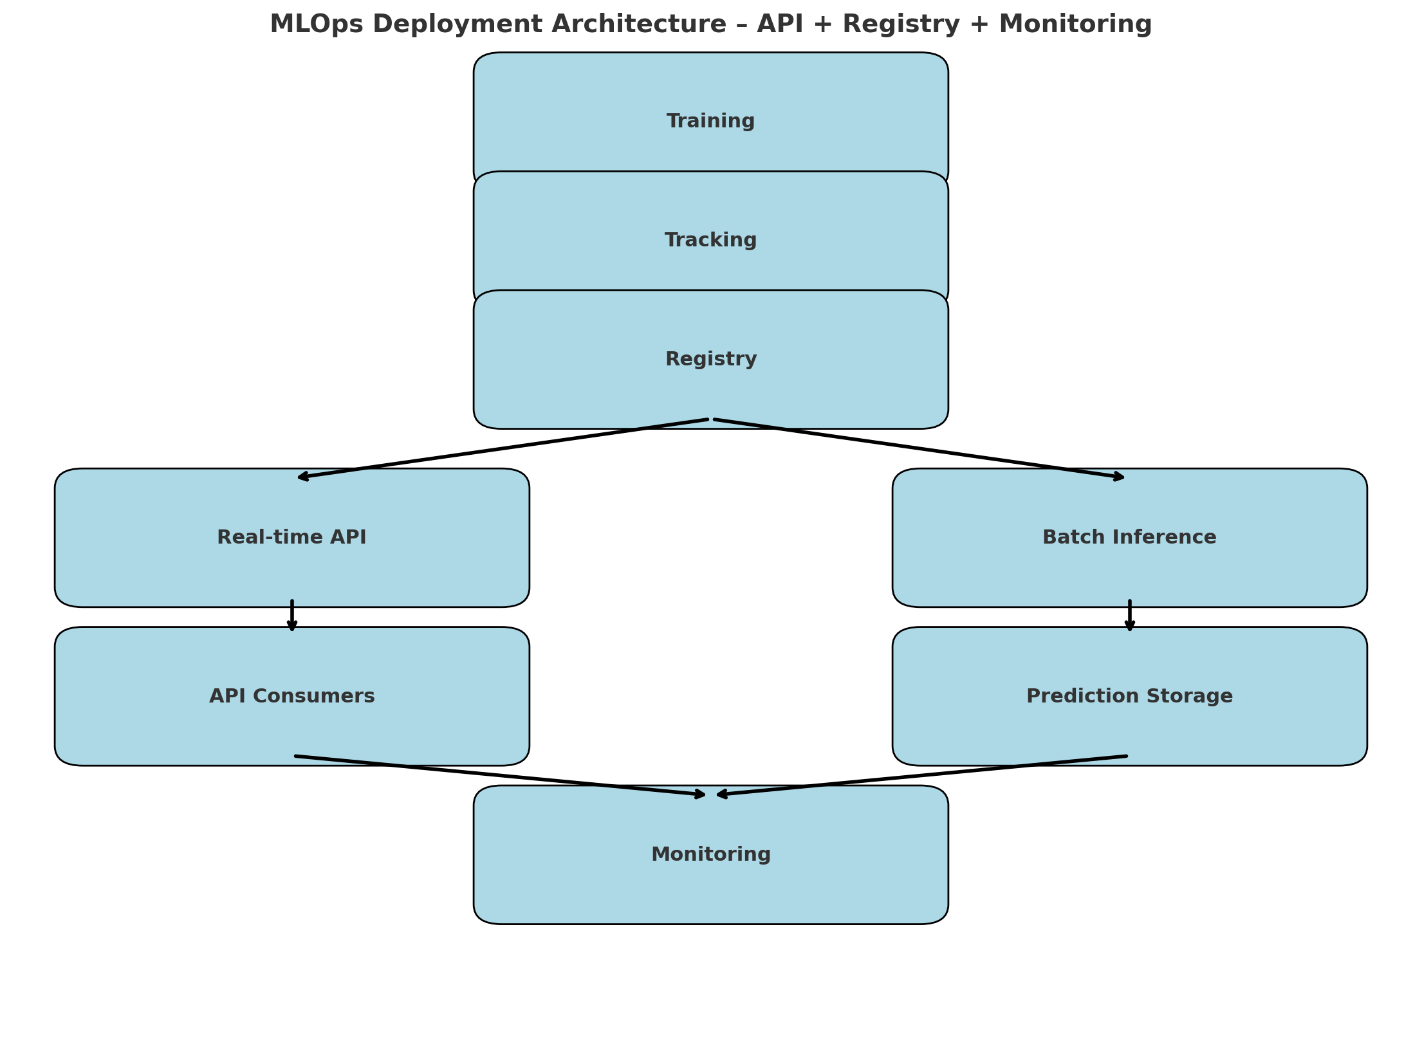 MLOps Deployment Architecture – API + Registry + Monitoring
Training
Tracking
Registry
Real-time API
Batch Inference
API Consumers
Prediction Storage
Monitoring